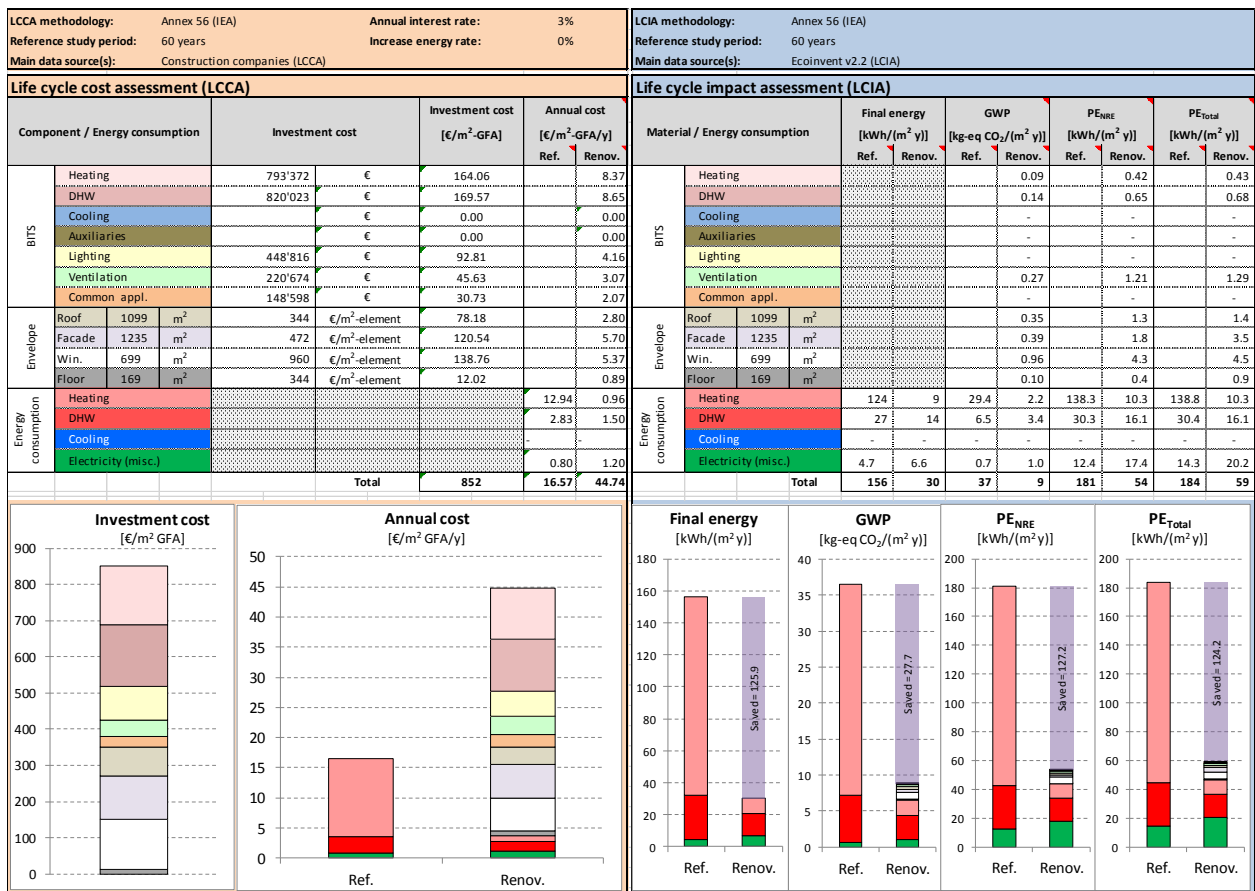 LCCA methodology: Annex 56 (IEA) Annual interest rate: 3%
Reference study period: 60 years Increase energy rate: 0%
Main data source(s): Construction companies (LCCA)
LCIA methodology: Annex 56 (IEA)
Reference study period: 60 years
Main data source(s): Ecoinvent v2.2 (LCIA)
Life cycle cost assessment (LCCA)
Component / Energy consumption Investment cost Investment cost Annual cost
[€/m²-GFA] [€/m²-GFA/y]
Ref. Renov.
BITS
Heating 793'372 € 164.06 8.37
DHW 820'023 € 169.57 8.65
Cooling € 0.00 0.00
Auxiliaries € 0.00 0.00
Lighting 448'816 € 92.81 4.16
Ventilation 220'674 € 45.63 3.07
Common appl. 148'598 € 30.73 2.07
Envelope
Roof 1099 m² 344 €/m²-element 78.18 2.80
Facade 1235 m² 472 €/m²-element 120.54 5.70
Win. 699 m² 960 €/m²-element 138.76 5.37
Floor 169 m² 344 €/m²-element 12.02 0.89
Energy consumption
Heating 12.94 0.96
DHW 2.83 1.50
Cooling - -
Electricity (misc.) 0.80 1.20
Total 852 16.57 44.74
Life cycle impact assessment (LCIA)
Material / Energy consumption Final energy GWP PE_NRE PE_Total
[kWh/(m² y)] [kg-eq CO₂/(m² y)] [kWh/(m² y)] [kWh/(m² y)]
Ref. Renov. Ref. Renov. Ref. Renov. Ref. Renov.
BITS
Heating 0.09 0.42 0.43
DHW 0.14 0.65 0.68
Cooling - - -
Auxiliaries - - -
Lighting - - -
Ventilation 0.27 1.21 1.29
Common appl. - - -
Envelope
Roof 1099 m² 0.35 1.3 1.4
Facade 1235 m² 0.39 1.8 3.5
Win. 699 m² 0.96 4.3 4.5
Floor 169 m² 0.10 0.4 0.9
Energy consumption
Heating 124 9 29.4 2.2 138.3 10.3 138.8 10.3
DHW 27 14 6.5 3.4 30.3 16.1 30.4 16.1
Cooling - - - - - - - -
Electricity (misc.) 4.7 6.6 0.7 1.0 12.4 17.4 14.3 20.2
Total 156 30 37 9 181 54 184 59
Investment cost
[€/m² GFA]
900
800
700
600
500
400
300
200
100
0
Annual cost
[€/m² GFA/y]
50
45
40
35
30
25
20
15
10
5
0
Ref. Renov.
Final energy
[kWh/(m² y)]
180
160
140
120
100
80
60
40
20
0
Saved = 125.9
Ref. Renov.
GWP
[kg-eq CO₂/(m² y)]
40
35
30
25
20
15
10
5
0
Saved = 27.7
Ref. Renov.
PE_NRE
[kWh/(m² y)]
200
180
160
140
120
100
80
60
40
20
0
Saved = 127.2
Ref. Renov.
PE_Total
[kWh/(m² y)]
200
180
160
140
120
100
80
60
40
20
0
Saved = 124.2
Ref. Renov.